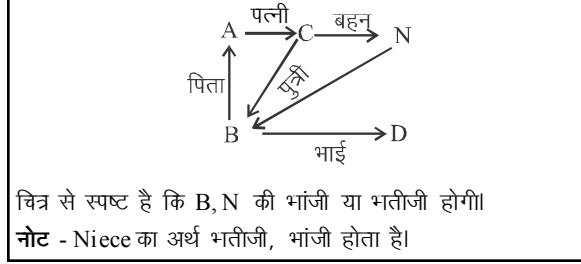 पत्नी
बहन
A C N
पिता
पुत्री
B D
भाई
चित्र से स्पष्ट है कि B, N की भांजी या भतीजी होगी।
नोट - Niece का अर्थ भतीजी, भांजी होता है।